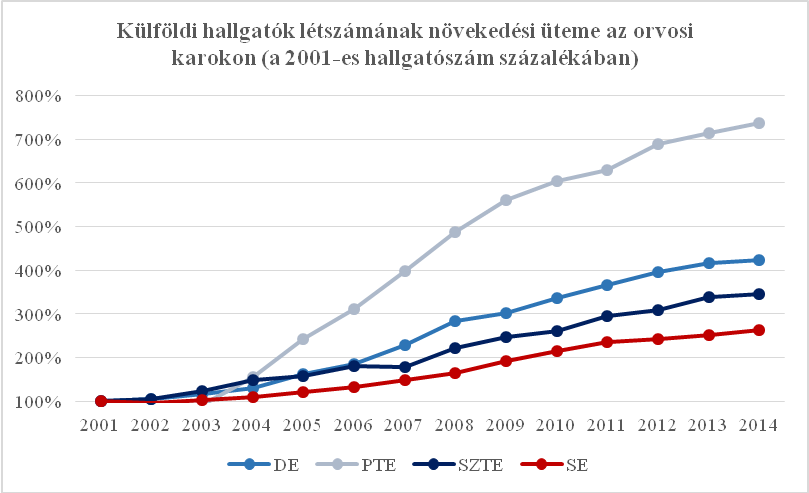 Külföldi hallgatók létszámának növekedési üteme az orvosi
karokon (a 2001-es hallgatószám százalékában)
800%
700%
600%
500%
400%
300%
200%
100%
2001 2002 2003 2004 2005 2006 2007 2008 2009 2010 2011 2012 2013 2014
DE PTE SZTE SE